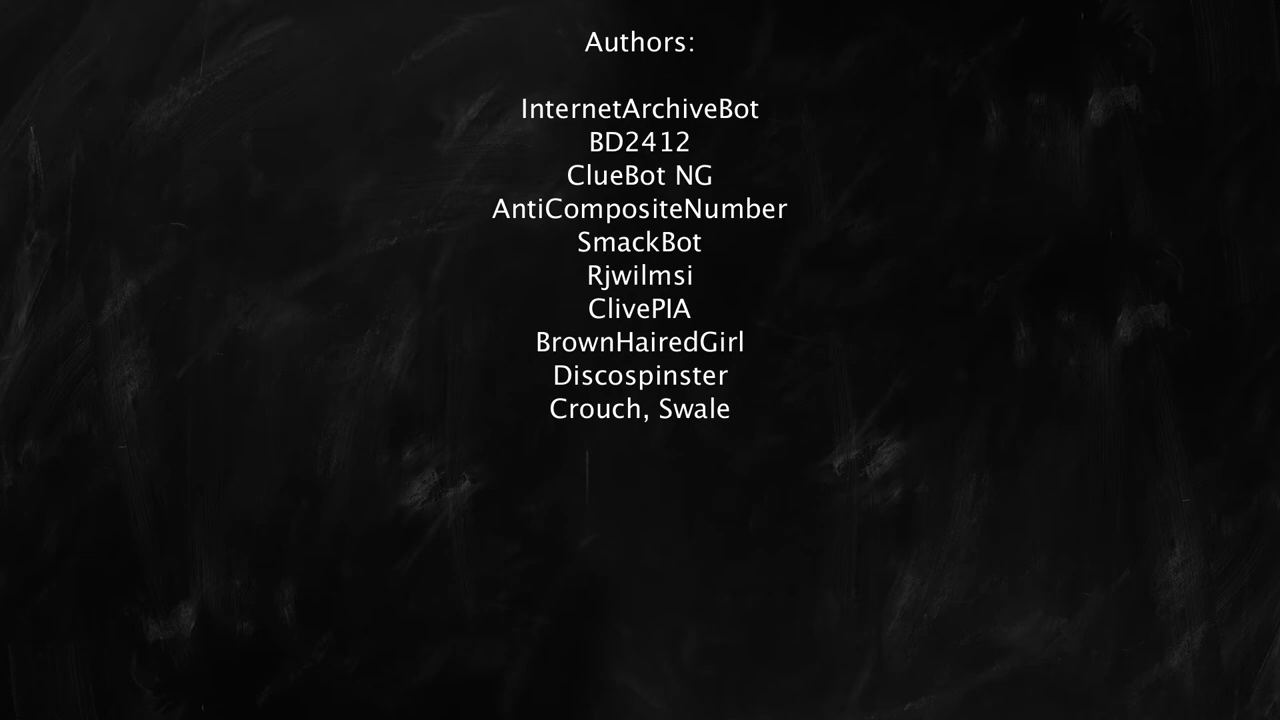 Authors:
InternetArchiveBot
BD2412
ClueBot NG
AntiCompositeNumber
SmackBot
Rjwilmsi
ClivePIA
BrownHairedGirl
Discospinster
Crouch, Swale